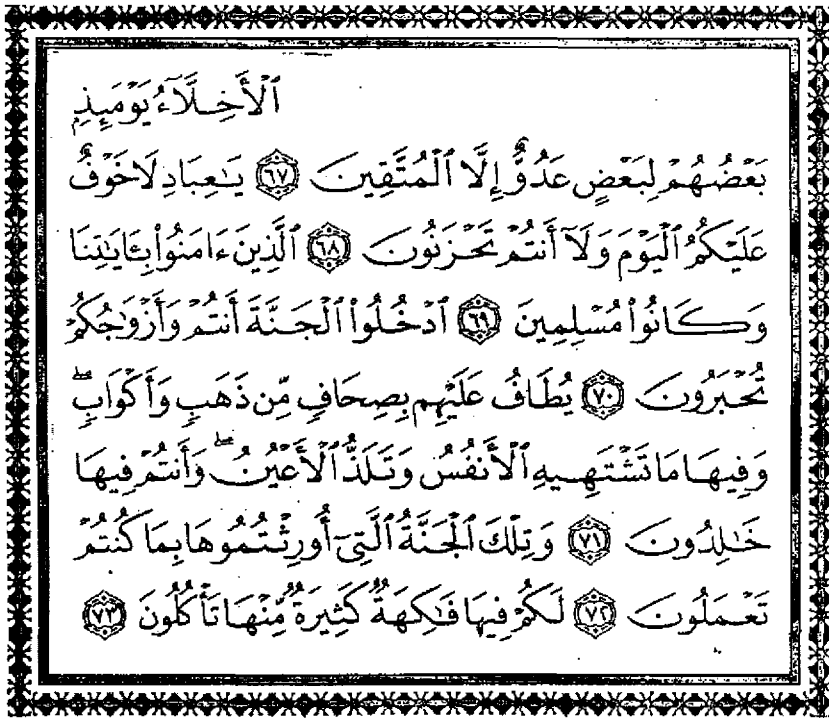 ٱلْأَخِلَّآءُ يَوْمَئِذِۭ
بَعْضُهُمْ لِبَعْضٍ عَدُوٌّ إِلَّا ٱلْمُتَّقِينَ ٦٧ يَٰعِبَادِ لَا خَوْفٌ
عَلَيْكُمُ ٱلْيَوْمَ وَلَآ أَنتُمْ تَحْزَنُونَ ٦٨ ٱلَّذِينَ ءَامَنُوا۟ بِـَٔايَٰتِنَا
وَكَانُوا۟ مُسْلِمِينَ ٦٩ ٱدْخُلُوا۟ ٱلْجَنَّةَ أَنتُمْ وَأَزْوَٰجُكُمْ
تُحْبَرُونَ ٧٠ يُطَافُ عَلَيْهِم بِصِحَافٍ مِّن ذَهَبٍ وَأَكْوَابٍ ۖ
وَفِيهَا مَا تَشْتَهِيهِ ٱلْأَنفُسُ وَتَلَذُّ ٱلْأَعْيُنُ ۖ وَأَنتُمْ فِيهَا
خَٰلِدُونَ ٧١ وَتِلْكَ ٱلْجَنَّةُ ٱلَّتِىٓ أُورِثْتُمُوهَا بِمَا كُنتُمْ
تَعْمَلُونَ ٧٢ لَكُمْ فِيهَا فَٰكِهَةٌ كَثِيرَةٌ مِّنْهَا تَأْكُلُونَ ٧٣